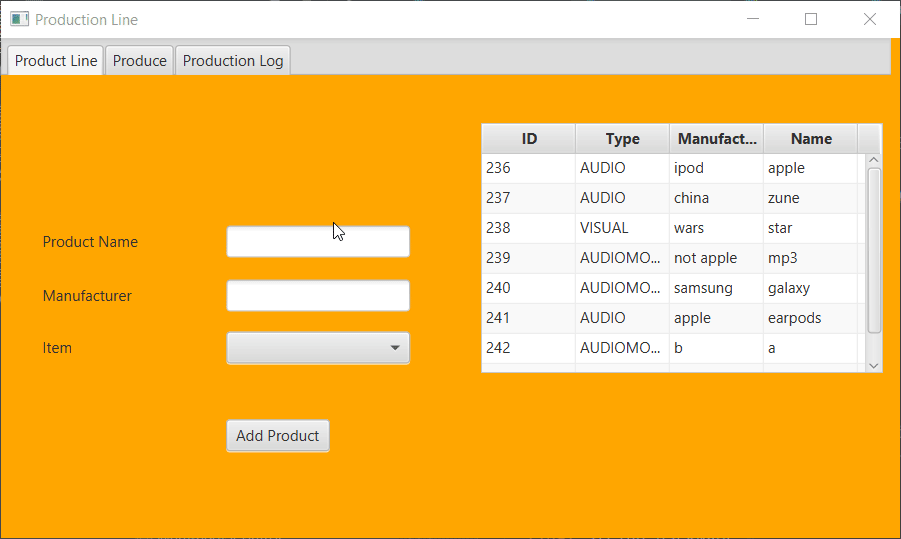 Production Line
Product Line Produce Production Log
ID Type Manufact... Name
236 AUDIO ipod apple
237 AUDIO china zune
238 VISUAL wars star
239 AUDIOMO... not apple mp3
240 AUDIOMO... samsung galaxy
241 AUDIO apple earpods
242 AUDIOMO... b a
Product Name
Manufacturer
Item
Add Product